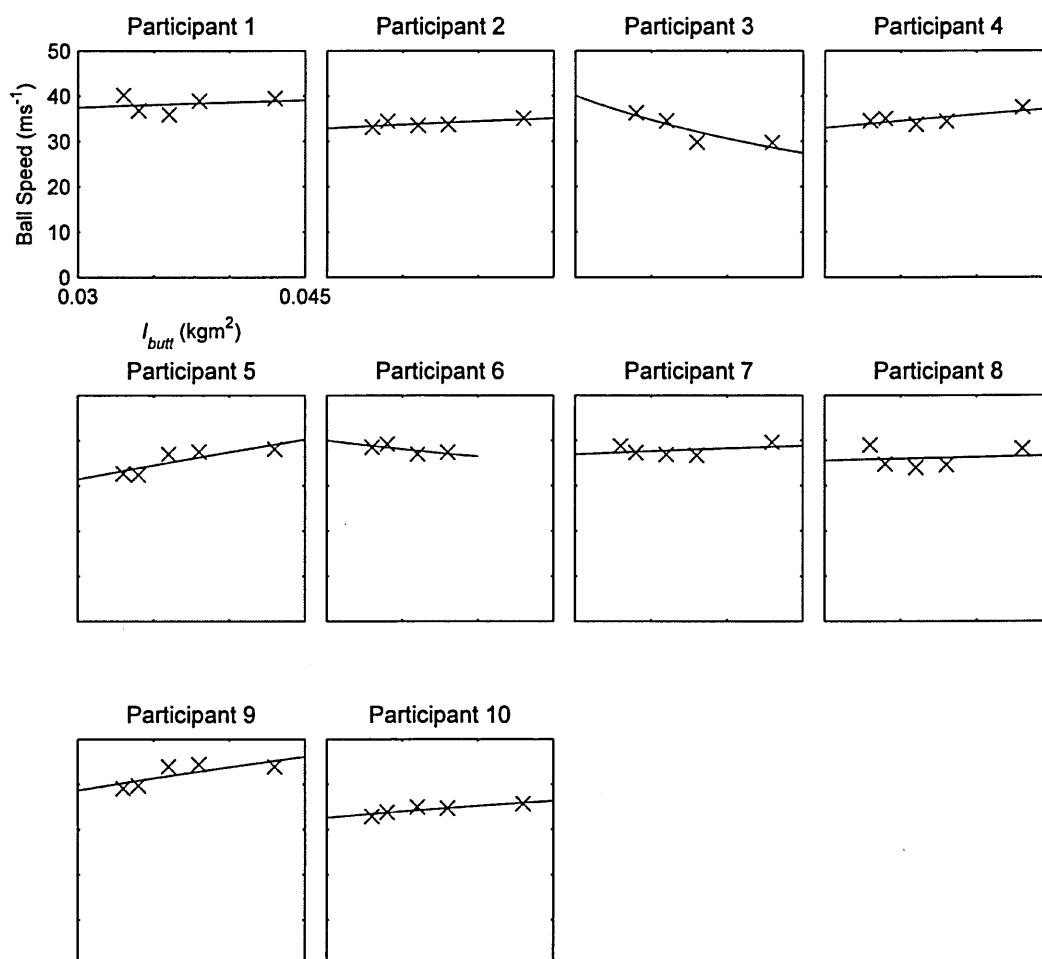 Participant 1
Participant 2
Participant 3
Participant 4
Ball Speed (ms-1)
50
40
30
20
10
0
0.03
0.045
Ibutt (kgm2)
Participant 5
Participant 6
Participant 7
Participant 8
Participant 9
Participant 10